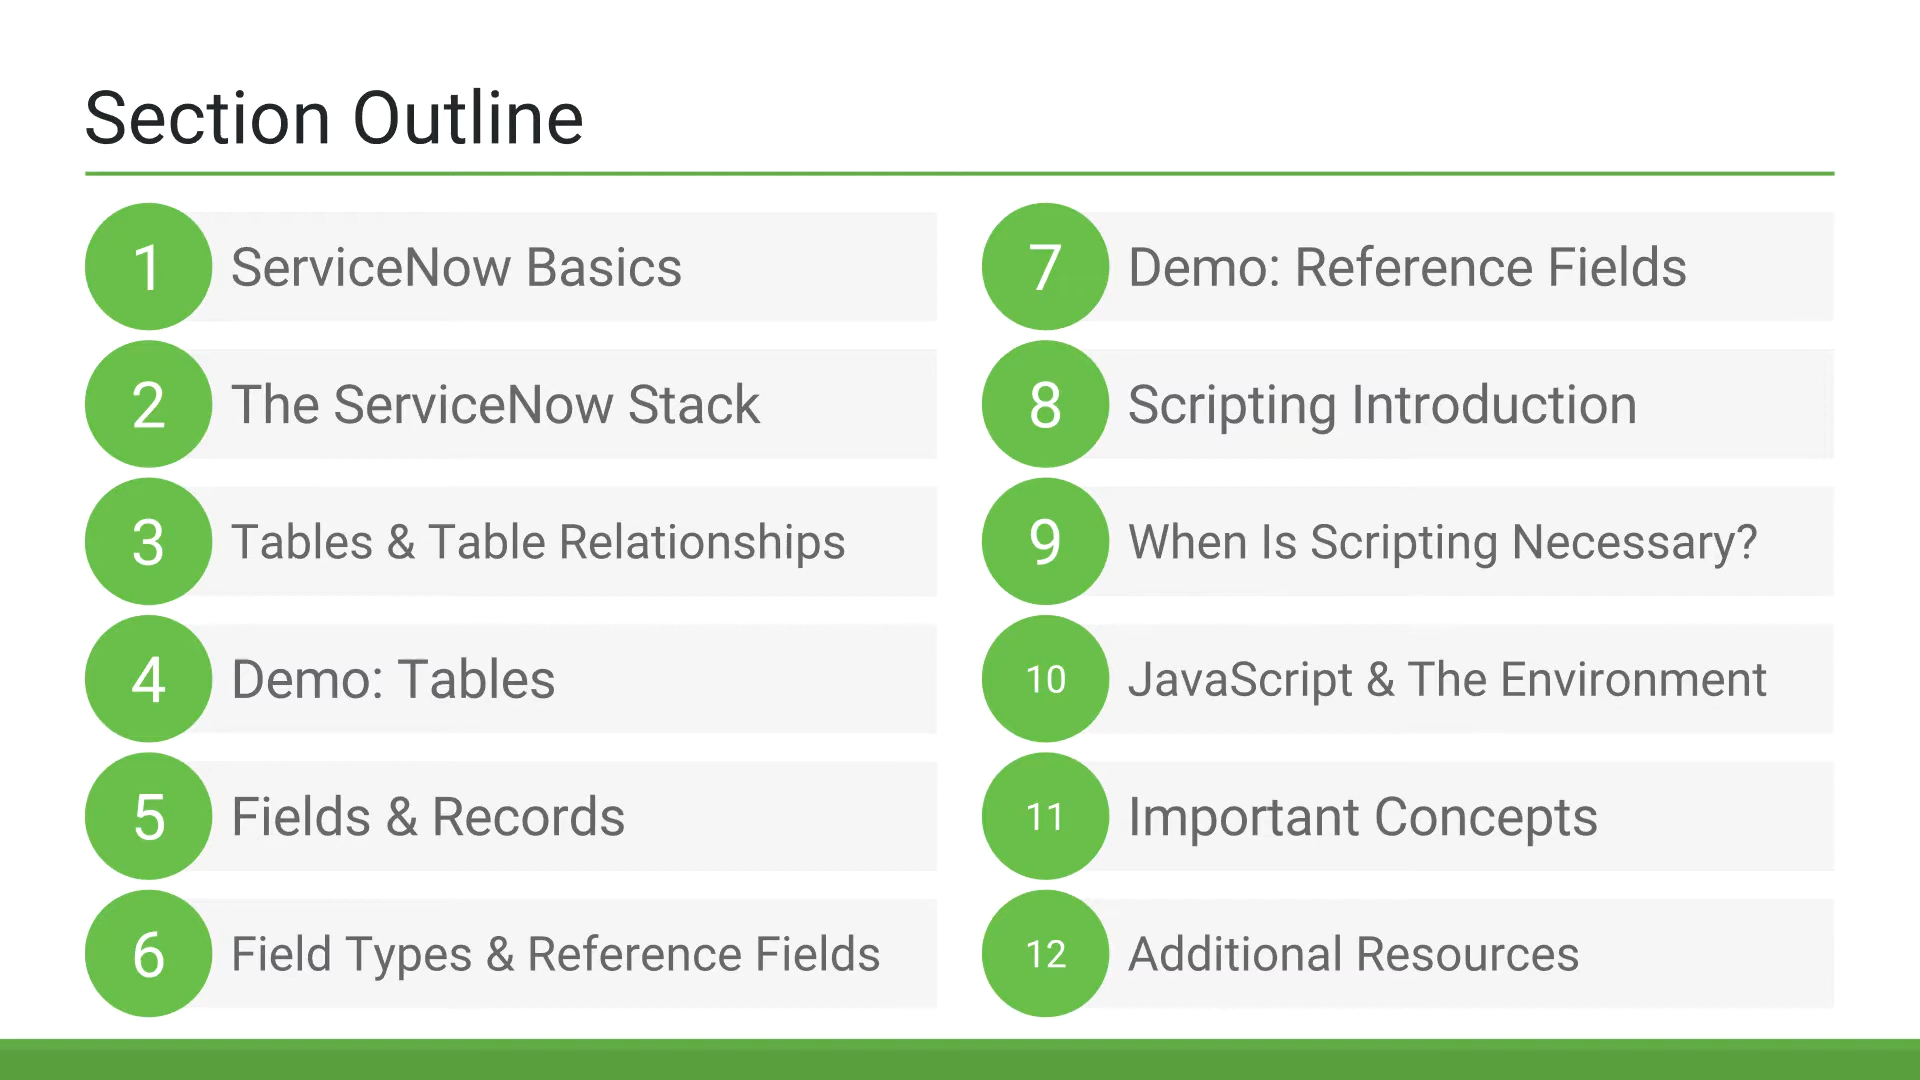 Section Outline
1 ServiceNow Basics
2 The ServiceNow Stack
3 Tables & Table Relationships
4 Demo: Tables
5 Fields & Records
6 Field Types & Reference Fields
7 Demo: Reference Fields
8 Scripting Introduction
9 When Is Scripting Necessary?
10 JavaScript & The Environment
11 Important Concepts
12 Additional Resources